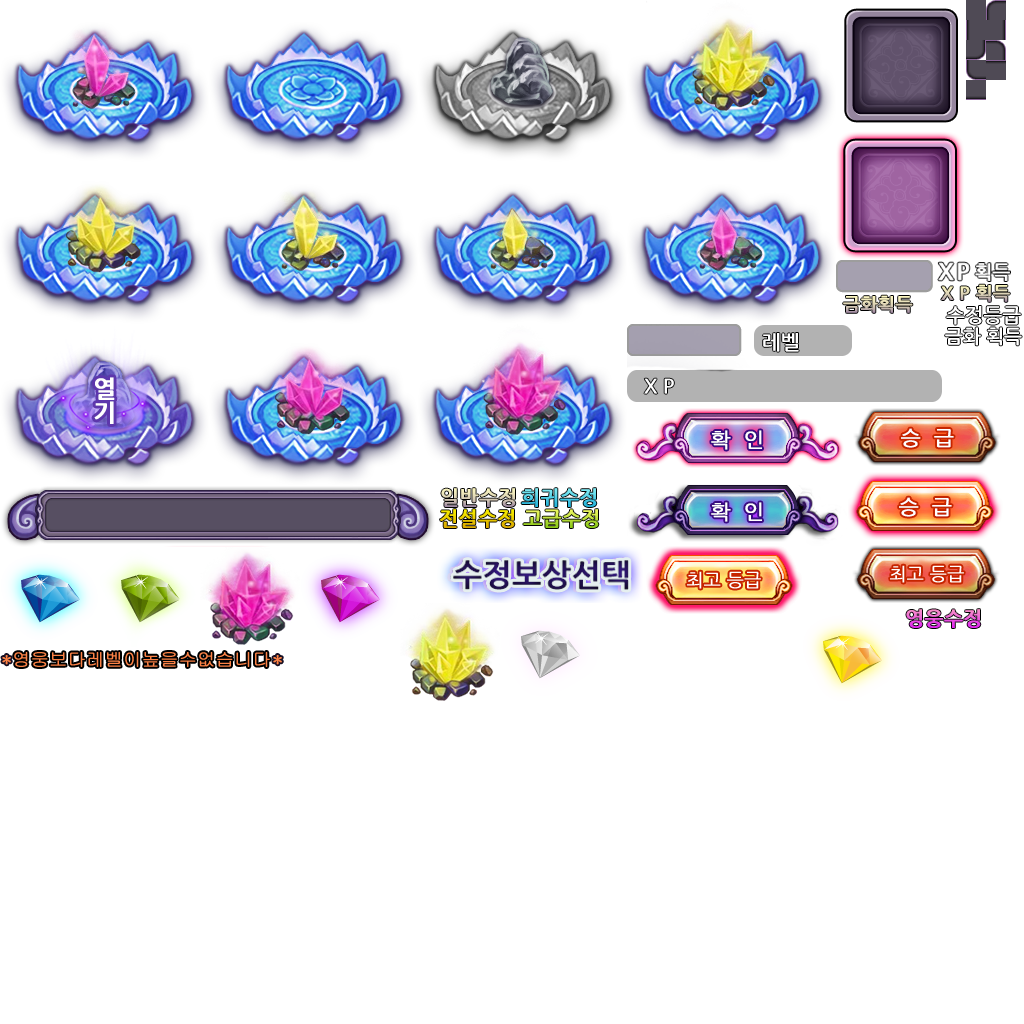 XP 획득
금화획득
X P 획득
수정등급
금화 획득
레벨
X P
열
기
확 인
승 급
일반수정 희귀수정
전설수정 고급수정
확 인
승 급
수정보상선택
최고 등급
최고 등급
영웅수정
*영웅보다레벨이높을수없습니다*